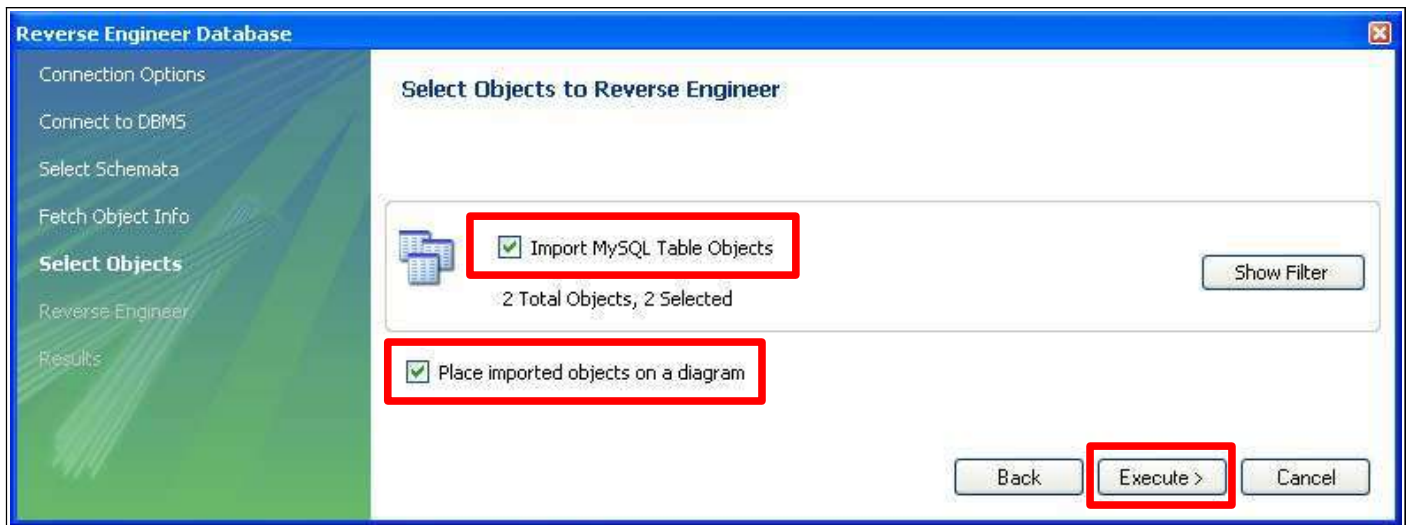 Reverse Engineer Database
Connection Options
Connect to DBMS
Select Schemata
Fetch Object Info
Select Objects
Reverse Engineer
Results
Select Objects to Reverse Engineer
Import MySQL Table Objects
2 Total Objects, 2 Selected
Show Filter
Place imported objects on a diagram
Back
Execute >
Cancel